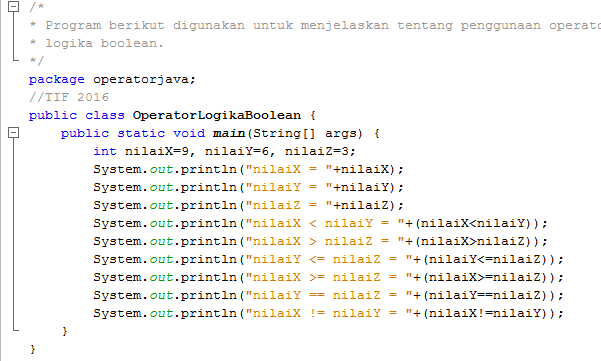 /*
* Program berikut digunakan untuk menjelaskan tentang penggunaan
* logika boolean.
*/
package operatorjava;
//TIF 2016
public class OperatorLogikaBoolean {
    public static void main(String[] args) {
        int nilaiX=9, nilaiY=6, nilaiZ=3;
        System.out.println("nilaiX = "+nilaiX);
        System.out.println("nilaiY = "+nilaiY);
        System.out.println("nilaiZ = "+nilaiZ);
        System.out.println("nilaiX < nilaiY = "+(nilaiX<nilaiY));
        System.out.println("nilaiX > nilaiZ = "+(nilaiX>nilaiZ));
        System.out.println("nilaiY <= nilaiZ = "+(nilaiY<=nilaiZ));
        System.out.println("nilaiX >= nilaiZ = "+(nilaiX>=nilaiZ));
        System.out.println("nilaiY == nilaiZ = "+(nilaiY==nilaiZ));
        System.out.println("nilaiX != nilaiY = "+(nilaiX!=nilaiY));
    }
}